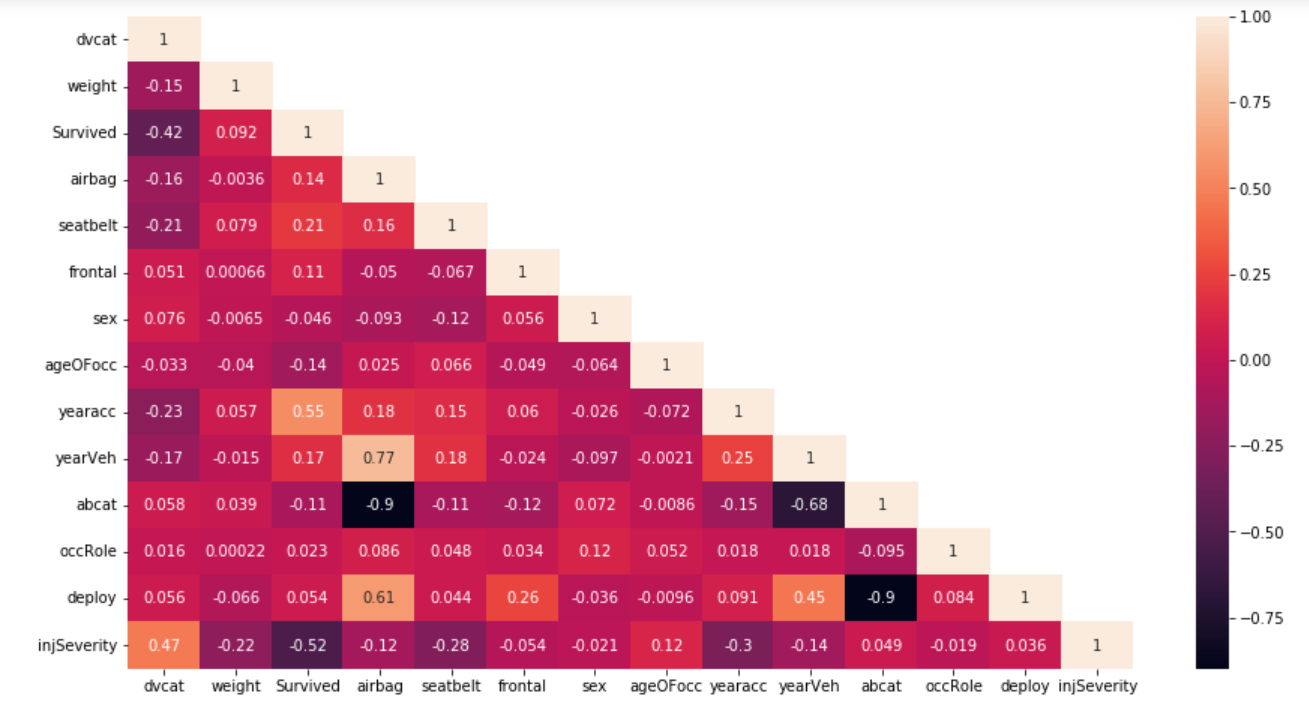 dvcat 1 1.00
weight -0.15 1
Survived -0.42 0.092 1 0.75
airbag -0.16 -0.0036 0.14 1
seatbelt -0.21 0.079 0.21 0.16 1 0.50
frontal 0.051 0.00066 0.11 -0.05 -0.067 1 0.25
sex 0.076 -0.0065 -0.046 -0.093 -0.12 0.056 1
ageOFocc -0.033 -0.04 -0.14 0.025 0.066 -0.049 -0.064 1 0.00
yearacc -0.23 0.057 0.55 0.18 0.15 0.06 -0.026 -0.072 1
yearVeh -0.17 -0.015 0.17 0.77 0.18 -0.024 -0.097 -0.0021 0.25 1 −0.25
abcat 0.058 0.039 -0.11 -0.9 -0.11 -0.12 0.072 -0.0086 -0.15 -0.68 1
occRole 0.016 0.00022 0.023 0.086 0.048 0.034 0.12 0.052 0.018 0.018 -0.095 1 −0.50
deploy 0.056 -0.066 0.054 0.61 0.044 0.26 -0.036 -0.0096 0.091 0.45 -0.9 0.084 1 −0.75
injSeverity 0.47 -0.22 -0.52 -0.12 -0.28 -0.054 -0.021 0.12 -0.3 -0.14 0.049 -0.019 0.036 1
dvcat weight Survived airbag seatbelt frontal sex ageOFocc yearacc yearVeh abcat occRole deploy injSeverity